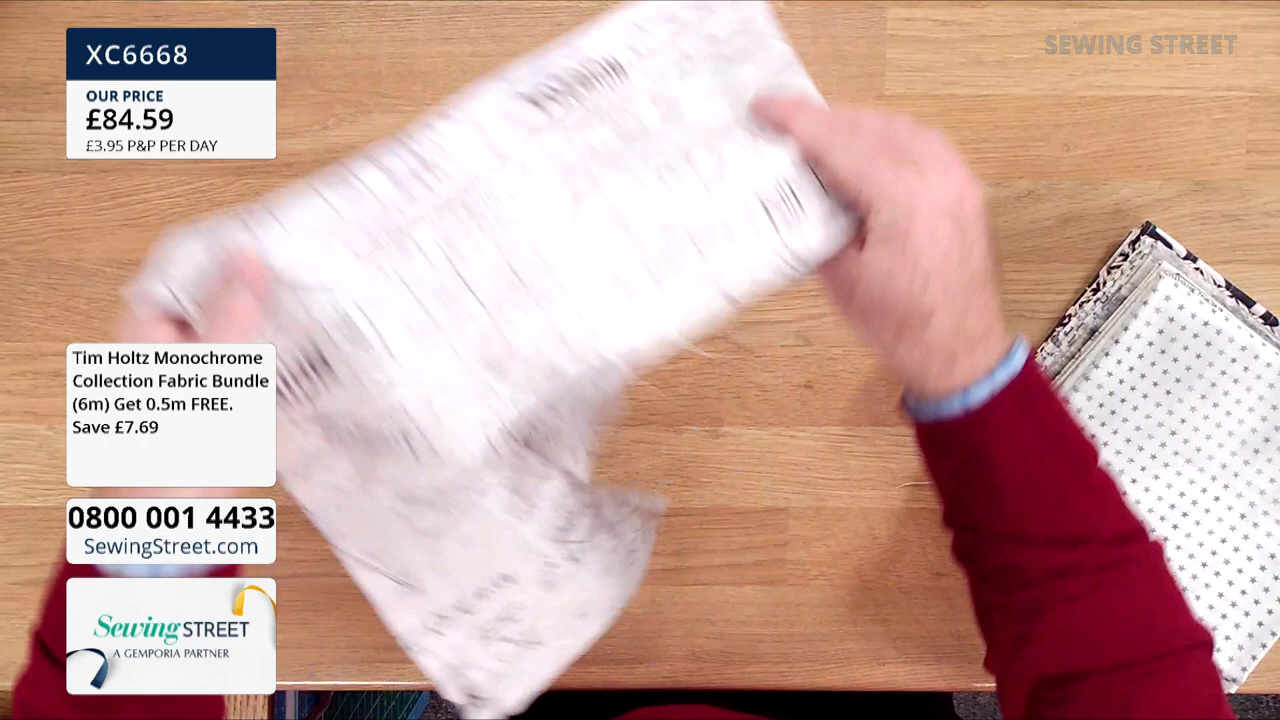 XC6668
OUR PRICE
£84.59
£3.95 P&P PER DAY
SEWING STREET
Tim Holtz Monochrome
Collection Fabric Bundle
(6m) Get 0.5m FREE.
Save £7.69
0800 001 4433
SewingStreet.com
Sewing STREET
A GEMPORIA PARTNER